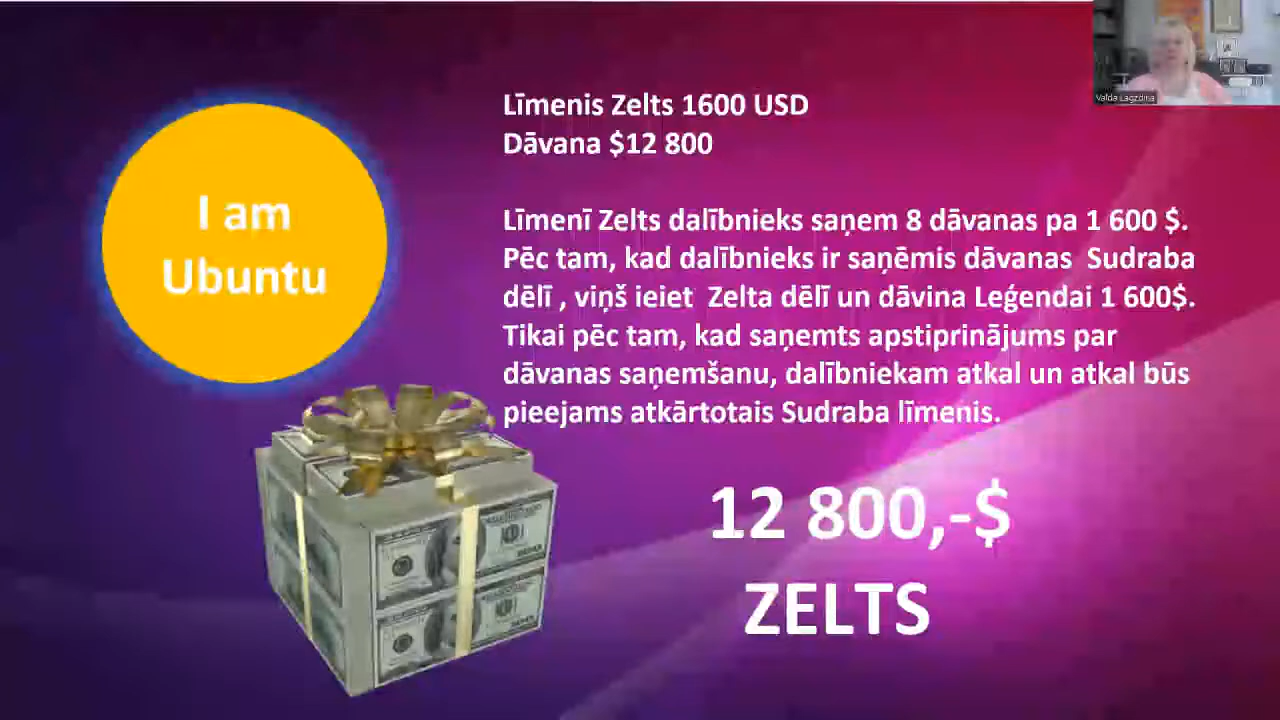 Valda Lagzdiņa
Līmenis Zelts 1600 USD
Dāvana $12 800
I am
Ubuntu
Līmenī Zelts dalībnieks saņem 8 dāvanas pa 1 600 $.
Pēc tam, kad dalībnieks ir saņēmis dāvanas Sudraba
dēlī , viņš ieiet Zelta dēlī un dāvina Leģendai 1 600$.
Tikai pēc tam, kad saņemts apstiprinājums par
dāvanas saņemšanu, dalībniekam atkal un atkal būs
pieejams atkārtotais Sudraba līmenis.
12 800,-$
ZELTS